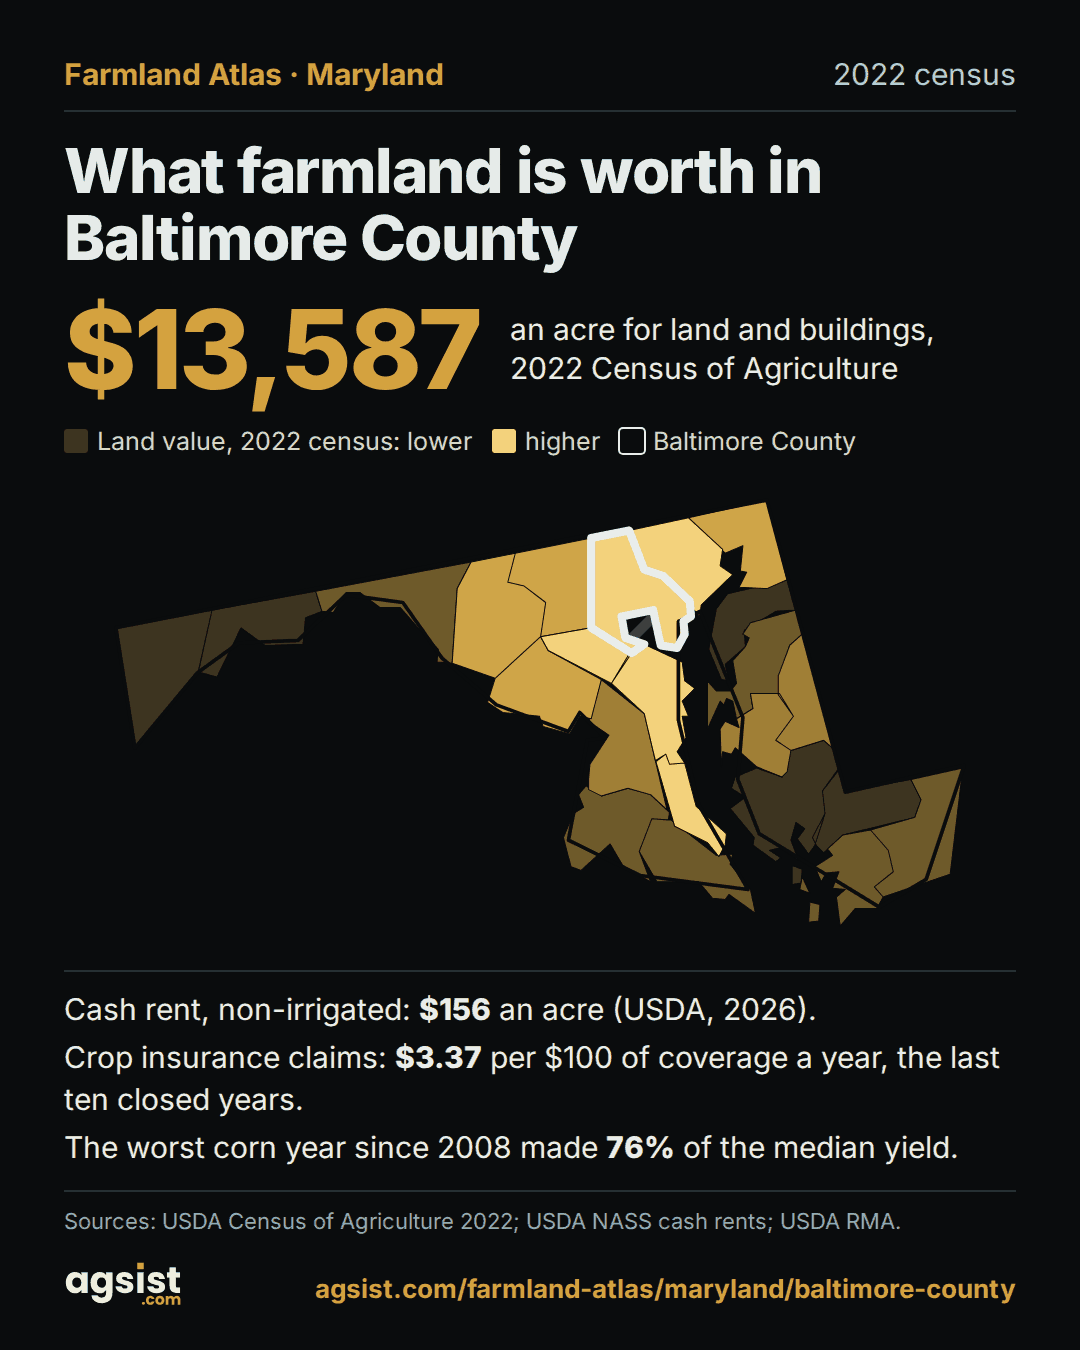 Farmland Atlas · Maryland
2022 census
What farmland is worth in
Baltimore County
$13,587
an acre for land and buildings,
2022 Census of Agriculture
Land value, 2022 census: lower
higher
Baltimore County
Cash rent, non-irrigated: $156 an acre (USDA, 2026).
Crop insurance claims: $3.37 per $100 of coverage a year, the last
ten closed years.
The worst corn year since 2008 made 76% of the median yield.
Sources: USDA Census of Agriculture 2022; USDA NASS cash rents; USDA RMA.
agsist
.com
agsist.com/farmland-atlas/maryland/baltimore-county